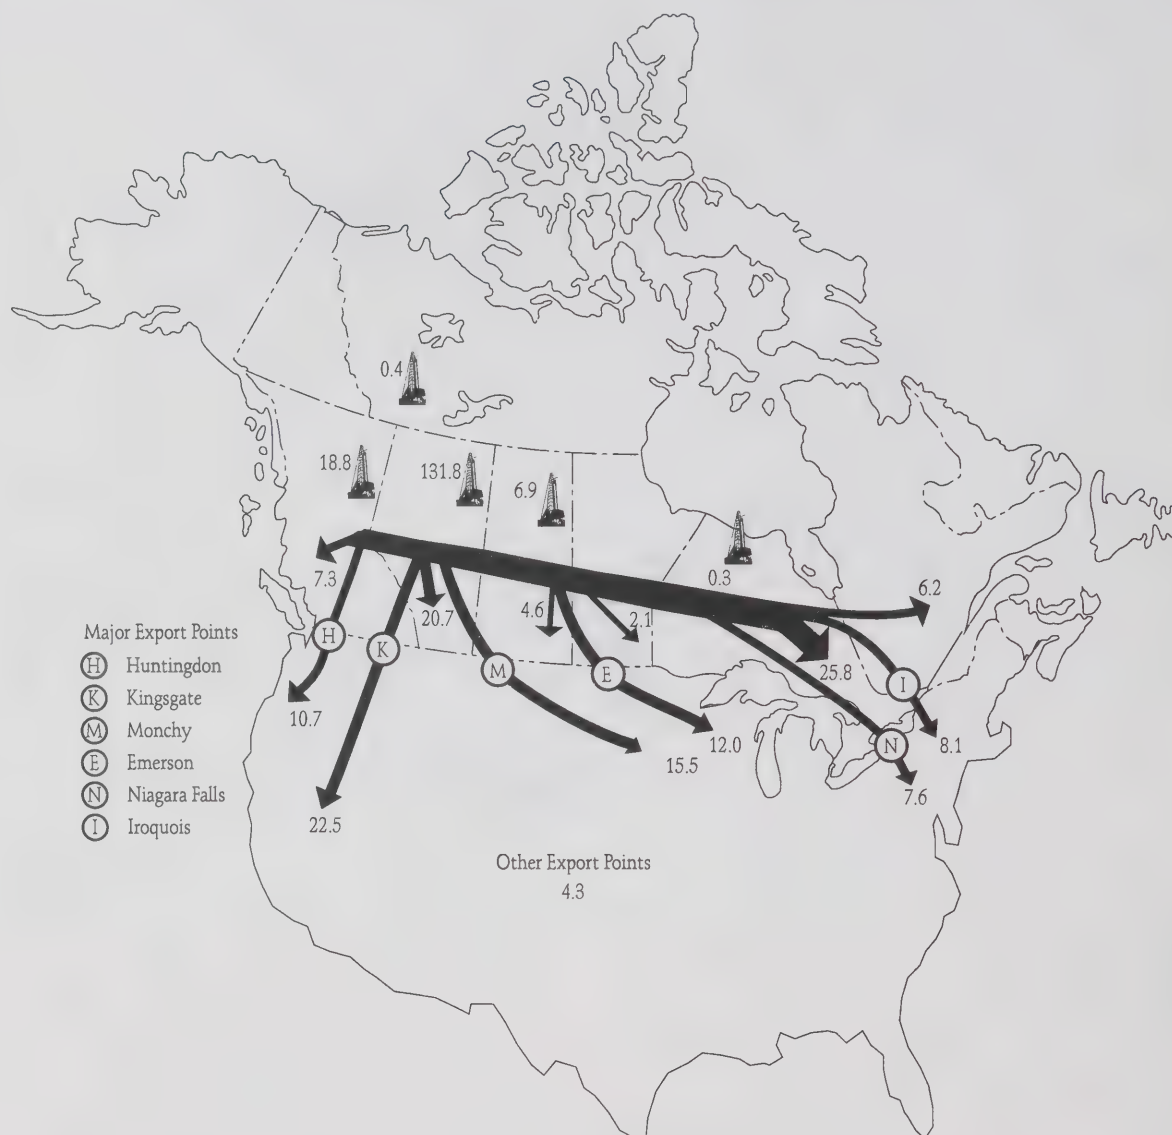 0.4
18.8
131.8
6.9
0.3
7.3
20.7
4.6
2.1
6.2
25.8
Major Export Points
H Huntingdon
K Kingsgate
M Monchy
E Emerson
N Niagara Falls
I Iroquois
H
K
M
E
I
N
10.7
12.0
15.5
8.1
7.6
22.5
Other Export Points
4.3